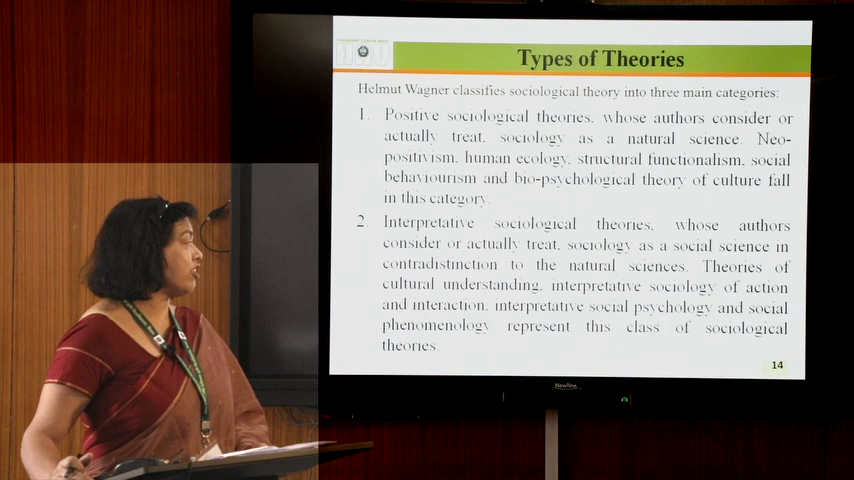 Types of Theories
Helmut Wagner classifies sociological theory into three main categories:
1. Positive sociological theories, whose authors consider or
actually treat, sociology as a natural science. Neo-
positivism, human ecology, structural functionalism, social
behaviourism and bio-psychological theory of culture fall
in this category.
2. Interpretative sociological theories, whose authors
consider or actually treat, sociology as a social science in
contradistinction to the natural sciences. Theories of
cultural understanding, interpretative sociology of action
and interaction, interpretative social psychology and social
phenomenology represent this class of sociological
theories.
14
Newline